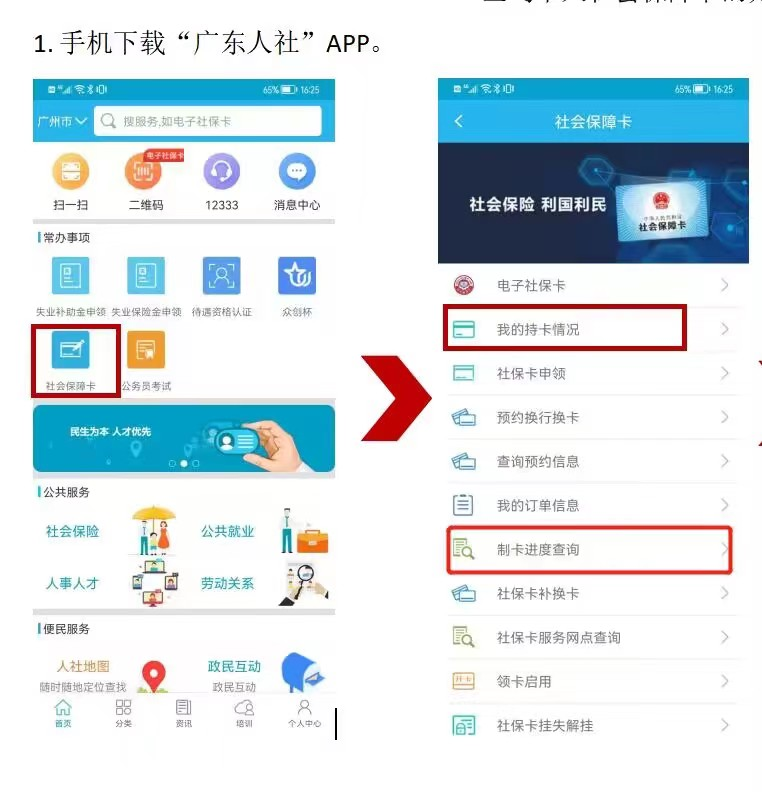 1. 手机下载“广东人社”APP。
65% 16:25
广州市
搜服务,如电子社保卡
电子社保卡
扫一扫
二维码
12333
消息中心
常办事项
失业补助金申领
失业保险金申领
待遇资格认证
众创杯
社会保障卡
公务员考试
民生为本 人才优先
公共服务
社会保险
公共就业
人事人才
劳动关系
便民服务
人社地图
政民互动
随时随地定位查找
政民互动
首页
分类
资讯
培训
个人中心
65% 16:25
社会保障卡
社会保险 利国利民
中华人民共和国
社会保障卡
电子社保卡
我的持卡情况
社保卡申领
预约换行换卡
查询预约信息
我的订单信息
制卡进度查询
社保卡补换卡
社保卡服务网点查询
领卡启用
社保卡挂失解挂